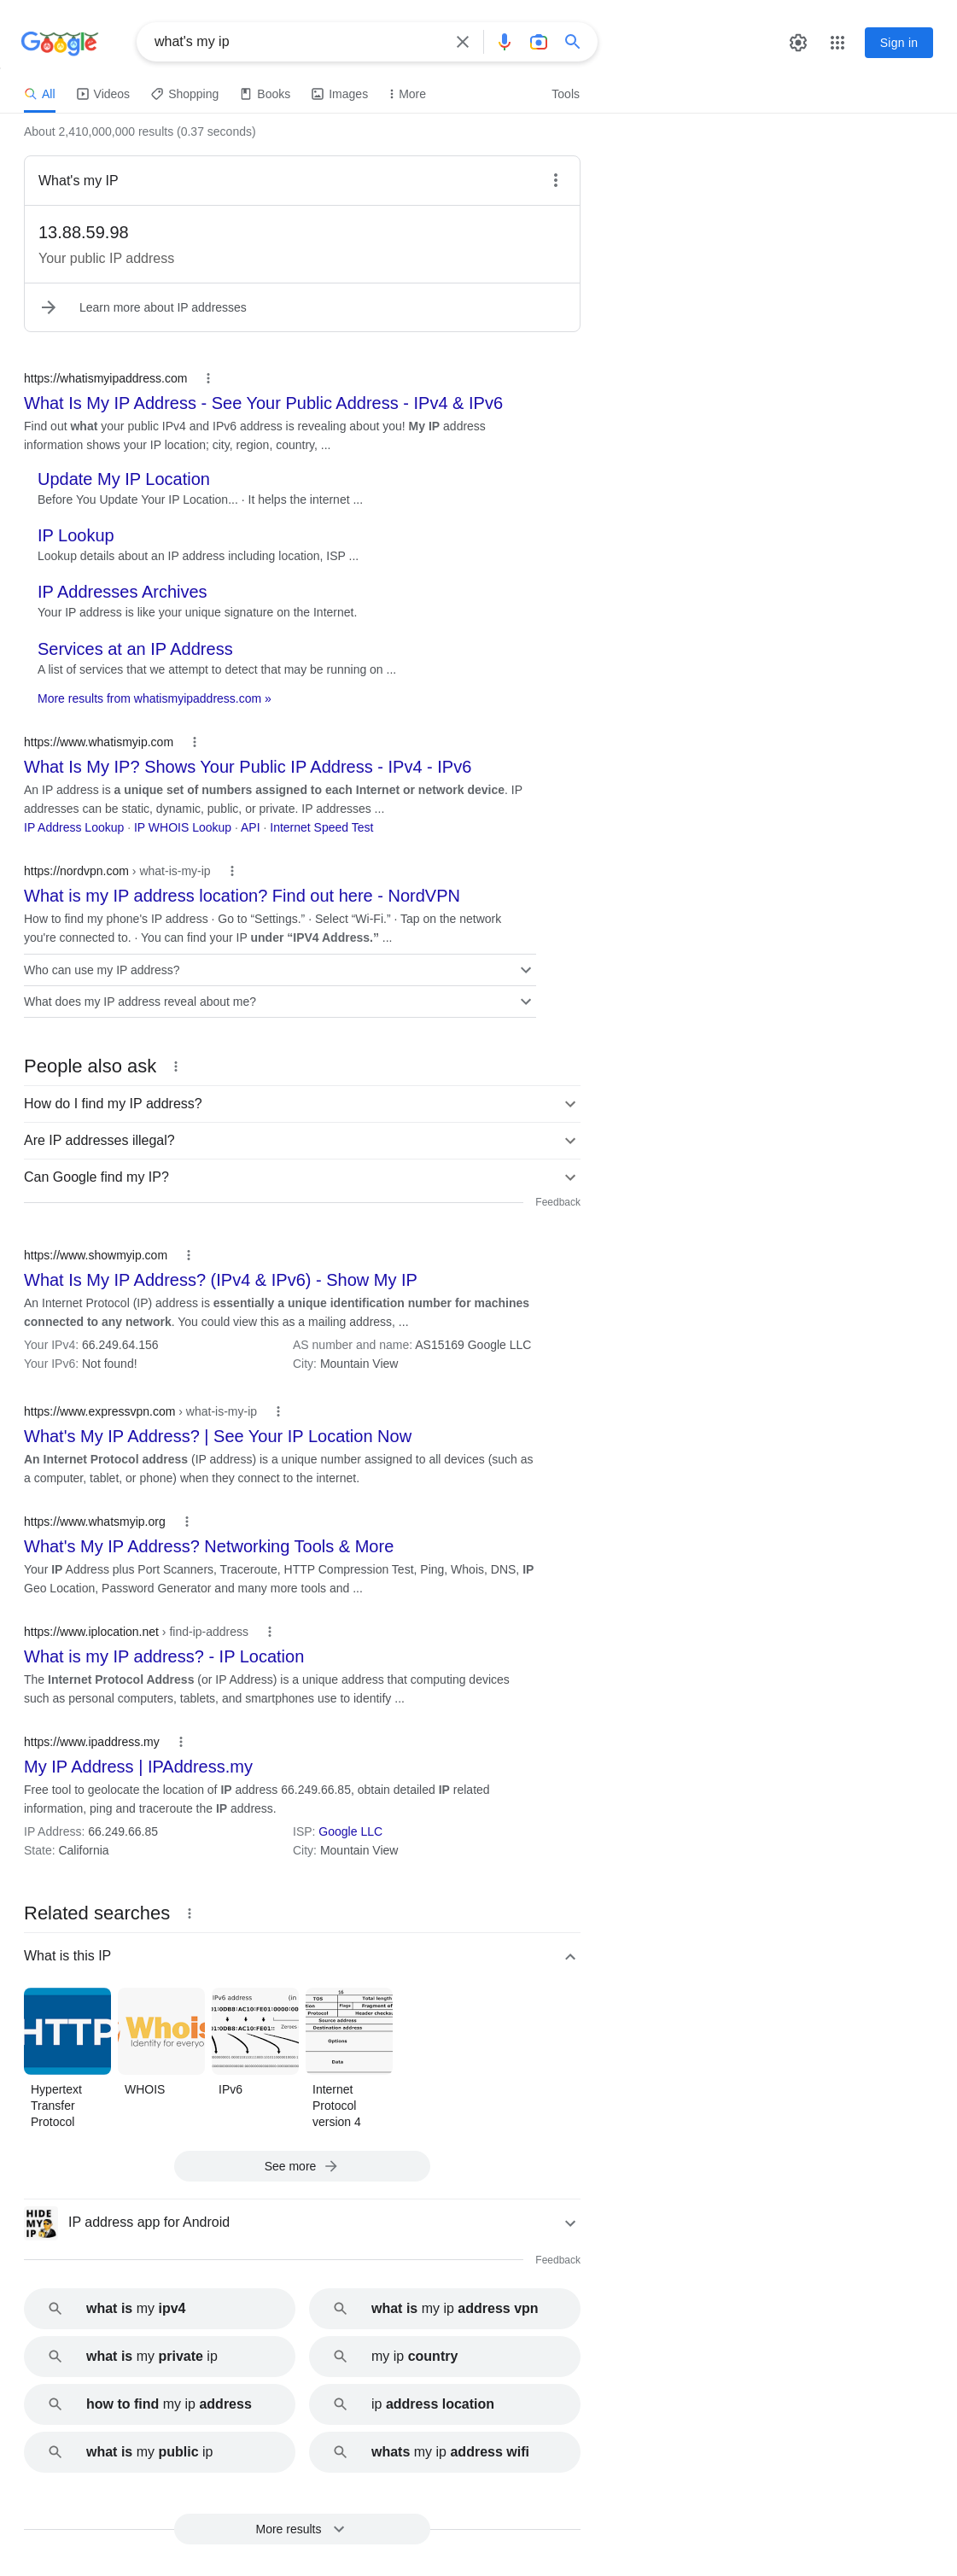 Google
what's my ip
Sign in
All
Videos
Shopping
Books
Images
More
Tools
About 2,410,000,000 results (0.37 seconds)
What's my IP
13.88.59.98
Your public IP address
Learn more about IP addresses
https://whatismyipaddress.com
What Is My IP Address - See Your Public Address - IPv4 & IPv6
Find out what your public IPv4 and IPv6 address is revealing about you! My IP address
information shows your IP location; city, region, country, ...
Update My IP Location
Before You Update Your IP Location... · It helps the internet ...
IP Lookup
Lookup details about an IP address including location, ISP ...
IP Addresses Archives
Your IP address is like your unique signature on the Internet.
Services at an IP Address
A list of services that we attempt to detect that may be running on ...
More results from whatismyipaddress.com »
https://www.whatismyip.com
What Is My IP? Shows Your Public IP Address - IPv4 - IPv6
An IP address is a unique set of numbers assigned to each Internet or network device. IP
addresses can be static, dynamic, public, or private. IP addresses ...
IP Address Lookup · IP WHOIS Lookup · API · Internet Speed Test
https://nordvpn.com › what-is-my-ip
What is my IP address location? Find out here - NordVPN
How to find my phone's IP address · Go to “Settings.” · Select “Wi-Fi.” · Tap on the network
you're connected to. · You can find your IP under “IPV4 Address.” ...
Who can use my IP address?
What does my IP address reveal about me?
People also ask
How do I find my IP address?
Are IP addresses illegal?
Can Google find my IP?
Feedback
https://www.showmyip.com
What Is My IP Address? (IPv4 & IPv6) - Show My IP
An Internet Protocol (IP) address is essentially a unique identification number for machines
connected to any network. You could view this as a mailing address, ...
Your IPv4: 66.249.64.156
AS number and name: AS15169 Google LLC
Your IPv6: Not found!
City: Mountain View
https://www.expressvpn.com › what-is-my-ip
What's My IP Address? | See Your IP Location Now
An Internet Protocol address (IP address) is a unique number assigned to all devices (such as
a computer, tablet, or phone) when they connect to the internet.
https://www.whatsmyip.org
What's My IP Address? Networking Tools & More
Your IP Address plus Port Scanners, Traceroute, HTTP Compression Test, Ping, Whois, DNS, IP
Geo Location, Password Generator and many more tools and ...
https://www.iplocation.net › find-ip-address
What is my IP address? - IP Location
The Internet Protocol Address (or IP Address) is a unique address that computing devices
such as personal computers, tablets, and smartphones use to identify ...
https://www.ipaddress.my
My IP Address | IPAddress.my
Free tool to geolocate the location of IP address 66.249.66.85, obtain detailed IP related
information, ping and traceroute the IP address.
IP Address: 66.249.66.85
ISP: Google LLC
State: California
City: Mountain View
Related searches
What is this IP
HTTP
Whois
Identity for everyo
IPv6 address (in
Zeroes
16
TOS Total length
Flags Fragment of
Protocol Header checksu
Source address
Destination address
Options
Data
Hypertext
Transfer
Protocol
WHOIS
IPv6
Internet
Protocol
version 4
See more
HIDE
MY
IP
IP address app for Android
Feedback
what is my ipv4
what is my ip address vpn
what is my private ip
my ip country
how to find my ip address
ip address location
what is my public ip
whats my ip address wifi
More results